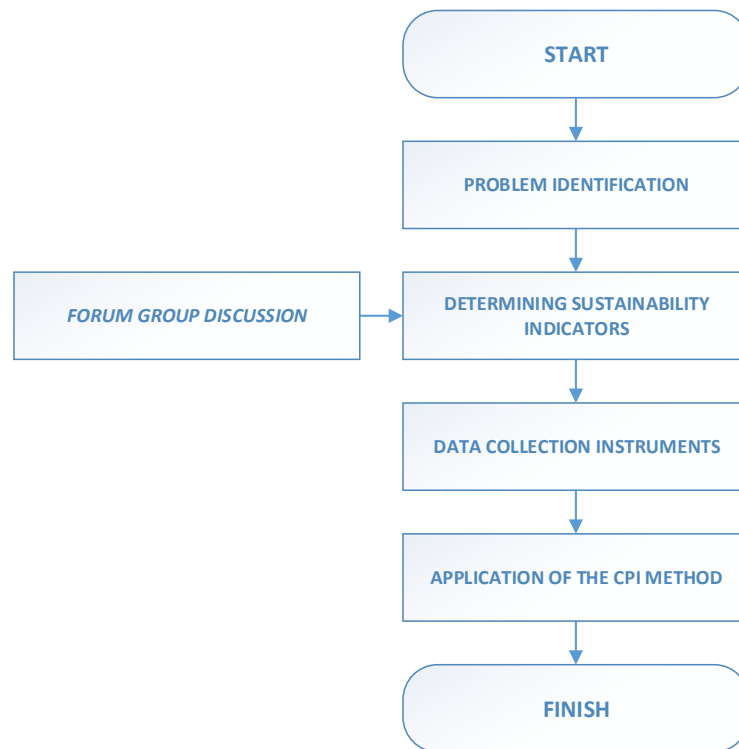 START
PROBLEM IDENTIFICATION
FORUM GROUP DISCUSSION
DETERMINING SUSTAINABILITY
INDICATORS
DATA COLLECTION INSTRUMENTS
APPLICATION OF THE CPI METHOD
FINISH